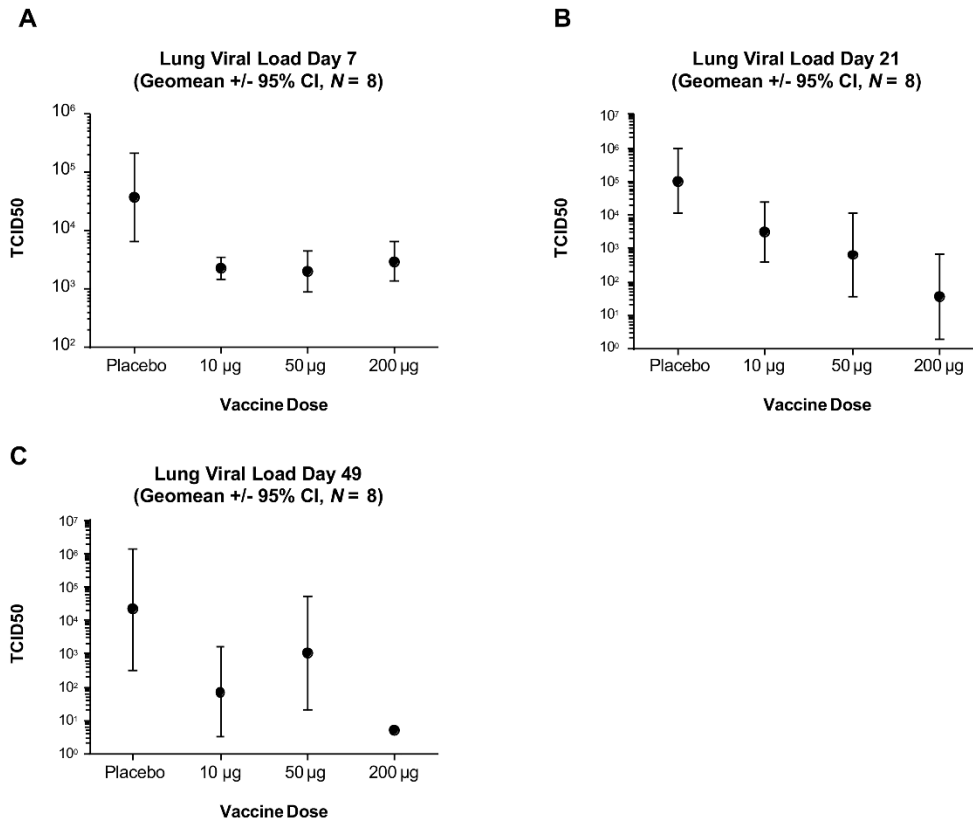 A
Lung Viral Load Day 7
(Geomean +/- 95% CI, N = 8)
10⁶
10⁵
10⁴
10³
10²
TCID50
Placebo
10 µg
50 µg
200 µg
Vaccine Dose
B
Lung Viral Load Day 21
(Geomean +/- 95% CI, N = 8)
10⁷
10⁶
10⁵
10⁴
10³
10²
10¹
10⁰
TCID50
Placebo
10 µg
50 µg
200 µg
Vaccine Dose
C
Lung Viral Load Day 49
(Geomean +/- 95% CI, N = 8)
10⁷
10⁶
10⁵
10⁴
10³
10²
10¹
10⁰
TCID50
Placebo
10 µg
50 µg
200 µg
Vaccine Dose